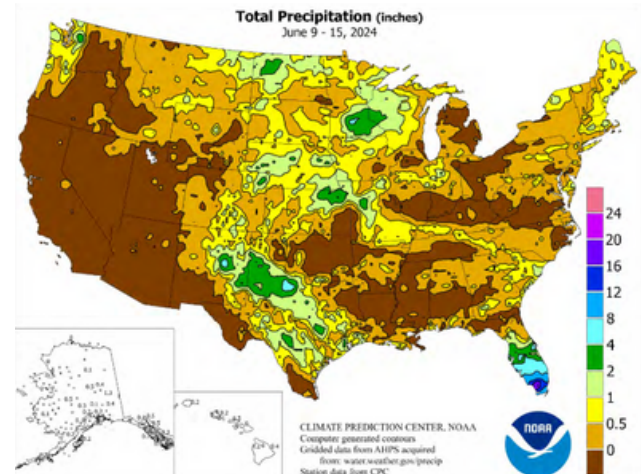 Total Precipitation (inches)
June 9 - 15, 2024
24
20
16
12
8
4
2
1
0.5
0
CLIMATE PREDICTION CENTER, NOAA
Computer generated contours
Gridded data from AHPS acquired
from: water.weather.gov/precip
Station data from CPC
NOAA